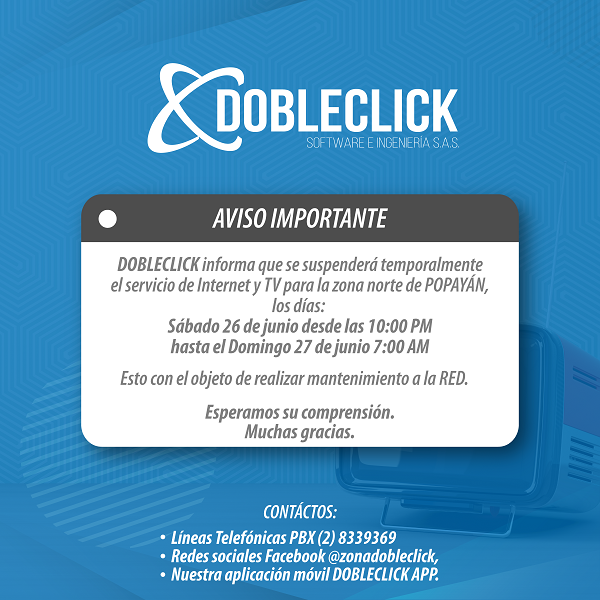 DOBLECLICK
SOFTWARE E INGENIERÍA S.A.S.
AVISO IMPORTANTE
DOBLECLICK informa que se suspenderá temporalmente
el servicio de Internet y TV para la zona norte de POPAYÁN,
los días:
Sábado 26 de junio desde las 10:00 PM
hasta el Domingo 27 de junio 7:00 AM
Esto con el objeto de realizar mantenimiento a la RED.
Esperamos su comprensión.
Muchas gracias.
CONTÁCTOS:
• Líneas Telefónicas PBX (2) 8339369
• Redes sociales Facebook @zonadobleclick,
• Nuestra aplicación móvil DOBLECLICK APP.